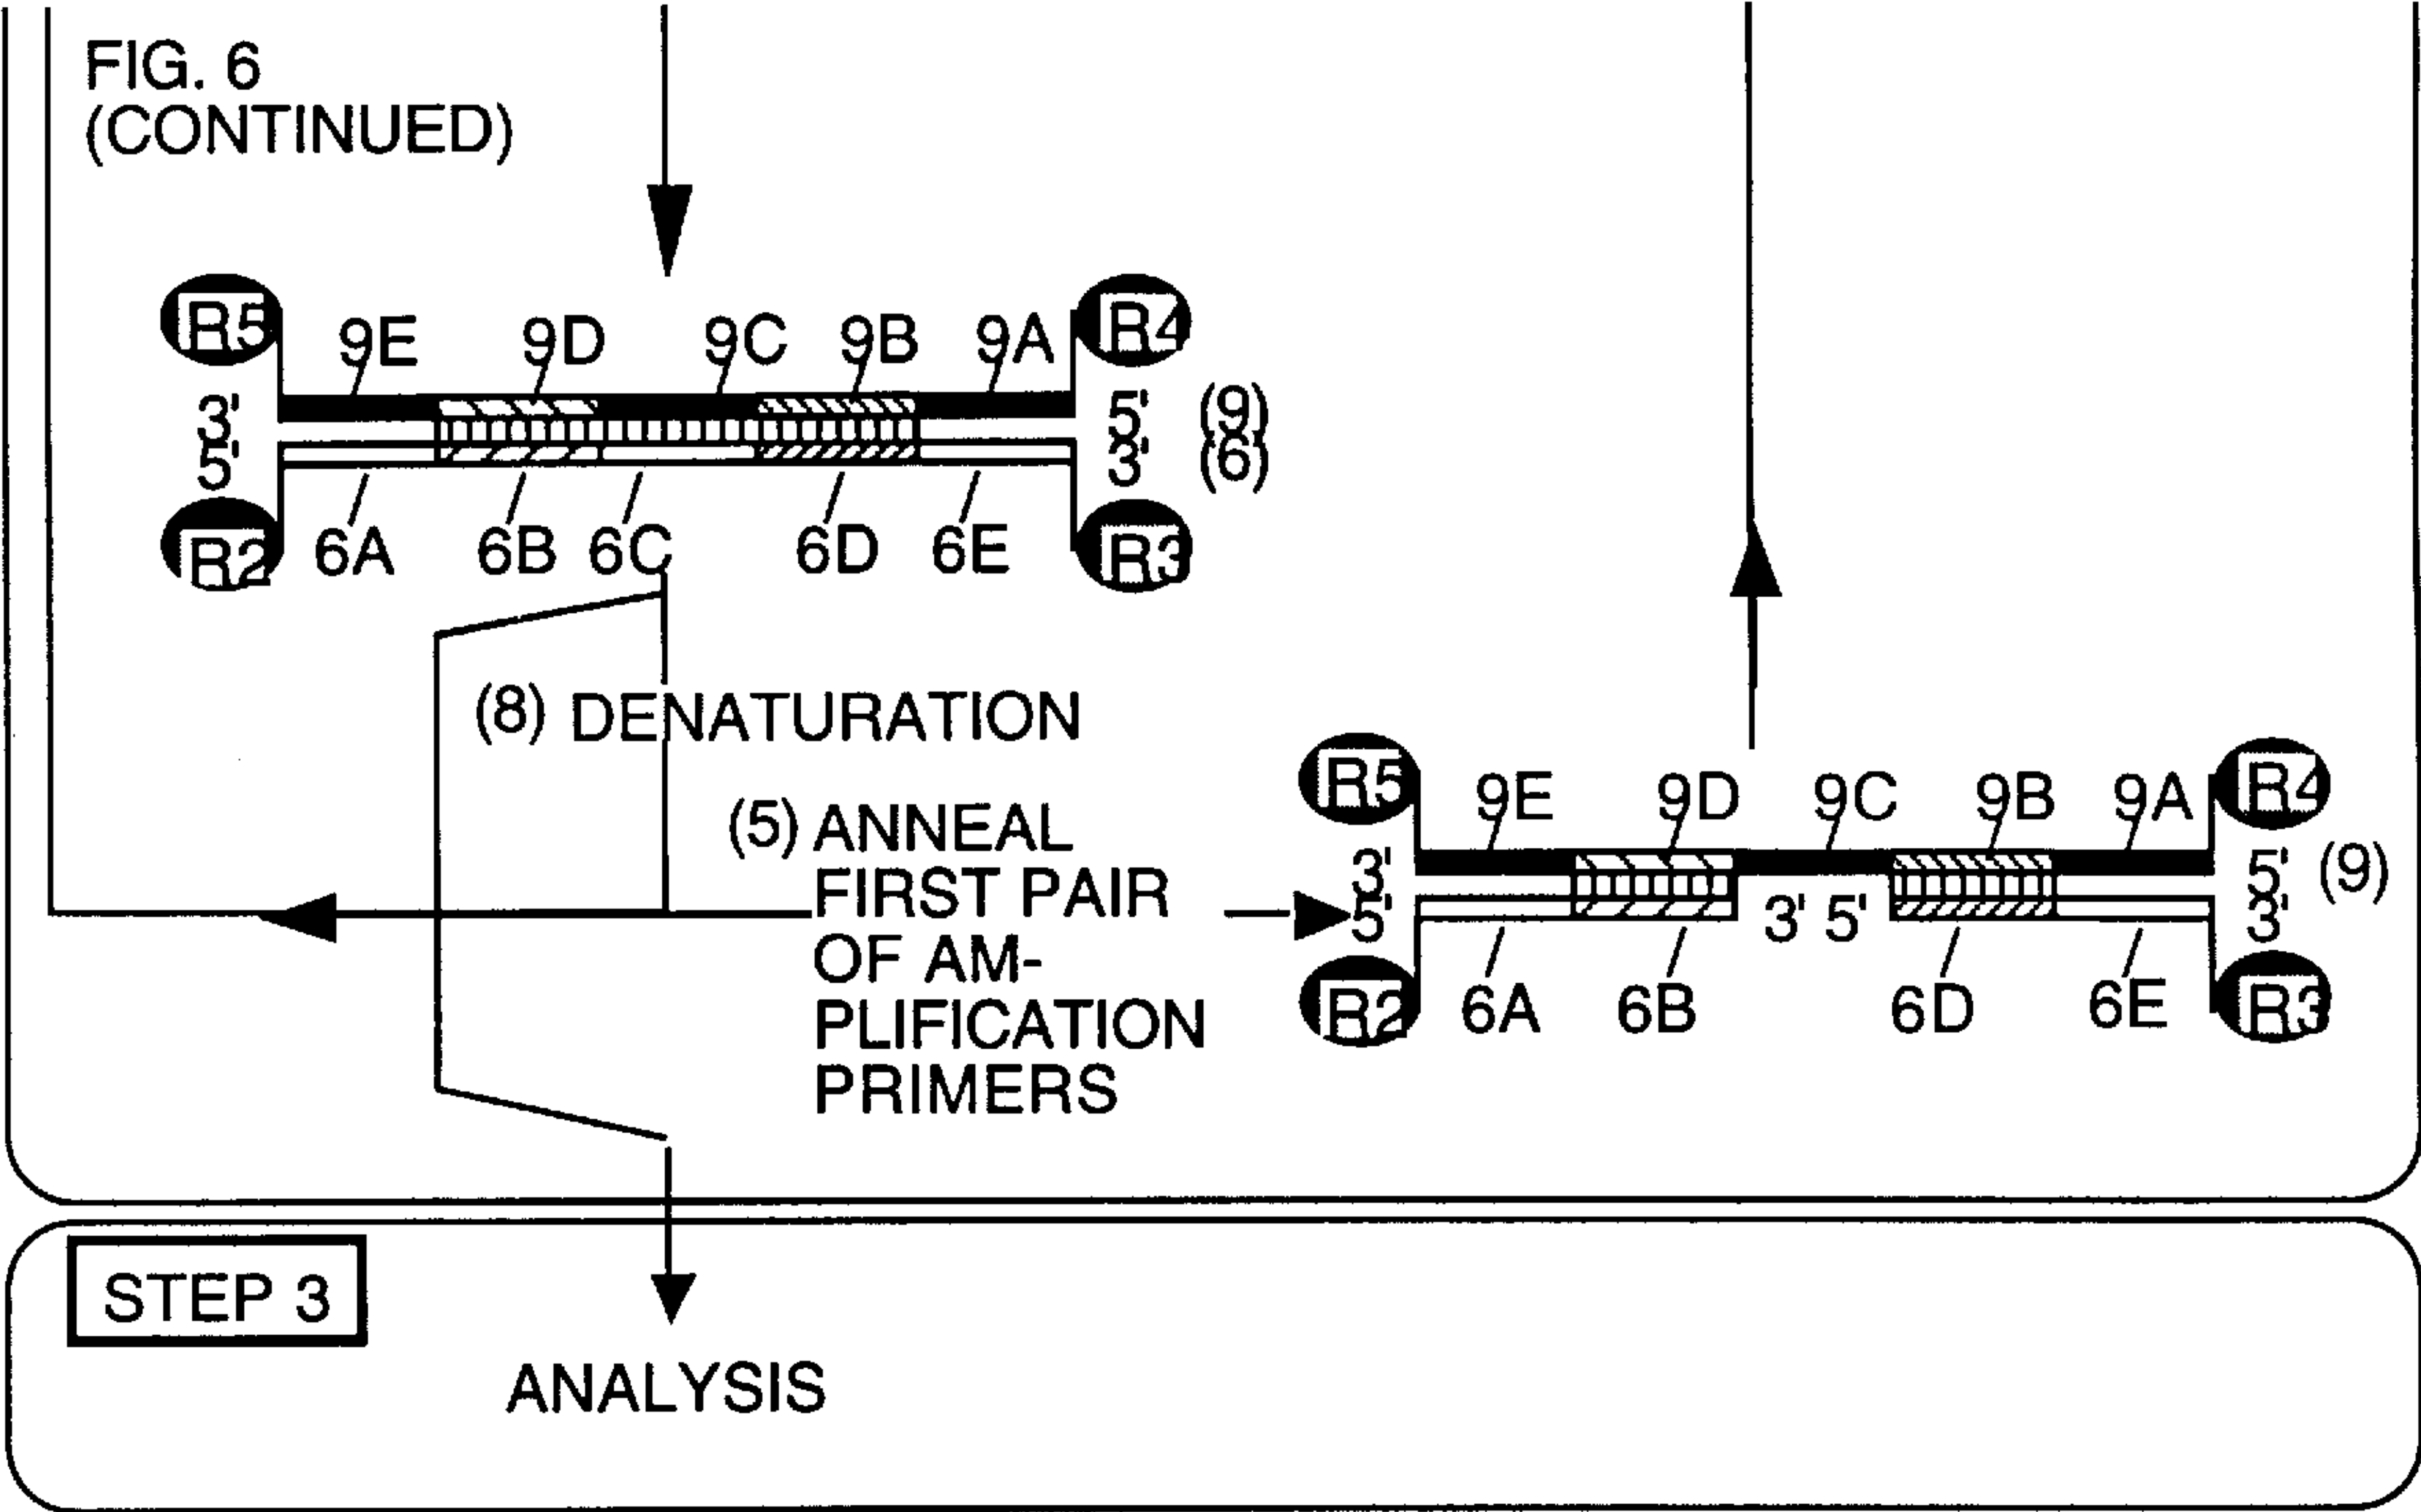 FIG. 6
(CONTINUED)
R5 9E 9D 9C 9B 9A R4
3' 5' (9)
5' 3' (6)
R2 6A 6B 6C 6D 6E R3
(8) DENATURATION
(5) ANNEAL
FIRST PAIR
OF AM-
PLIFICATION
PRIMERS
R5 9E 9D 9C 9B 9A R4
3' 5' (9)
5' 3' 5' 3'
R2 6A 6B 6D 6E R3
STEP 3
ANALYSIS